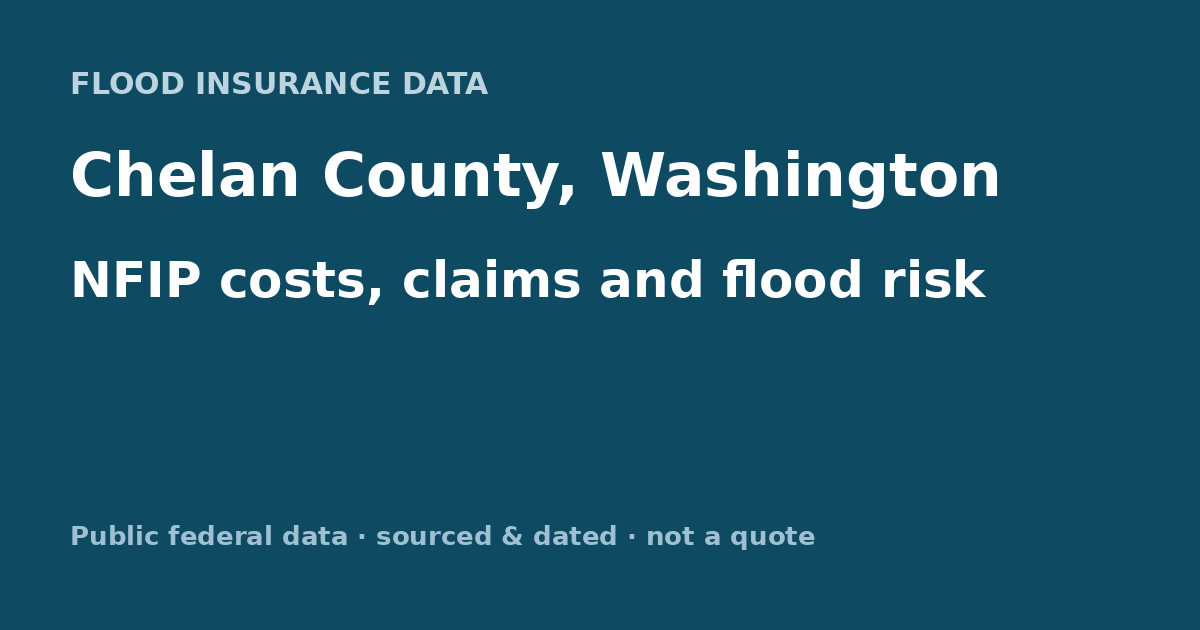 FLOOD INSURANCE DATA
Chelan County, Washington
NFIP costs, claims and flood risk
Public federal data · sourced & dated · not a quote